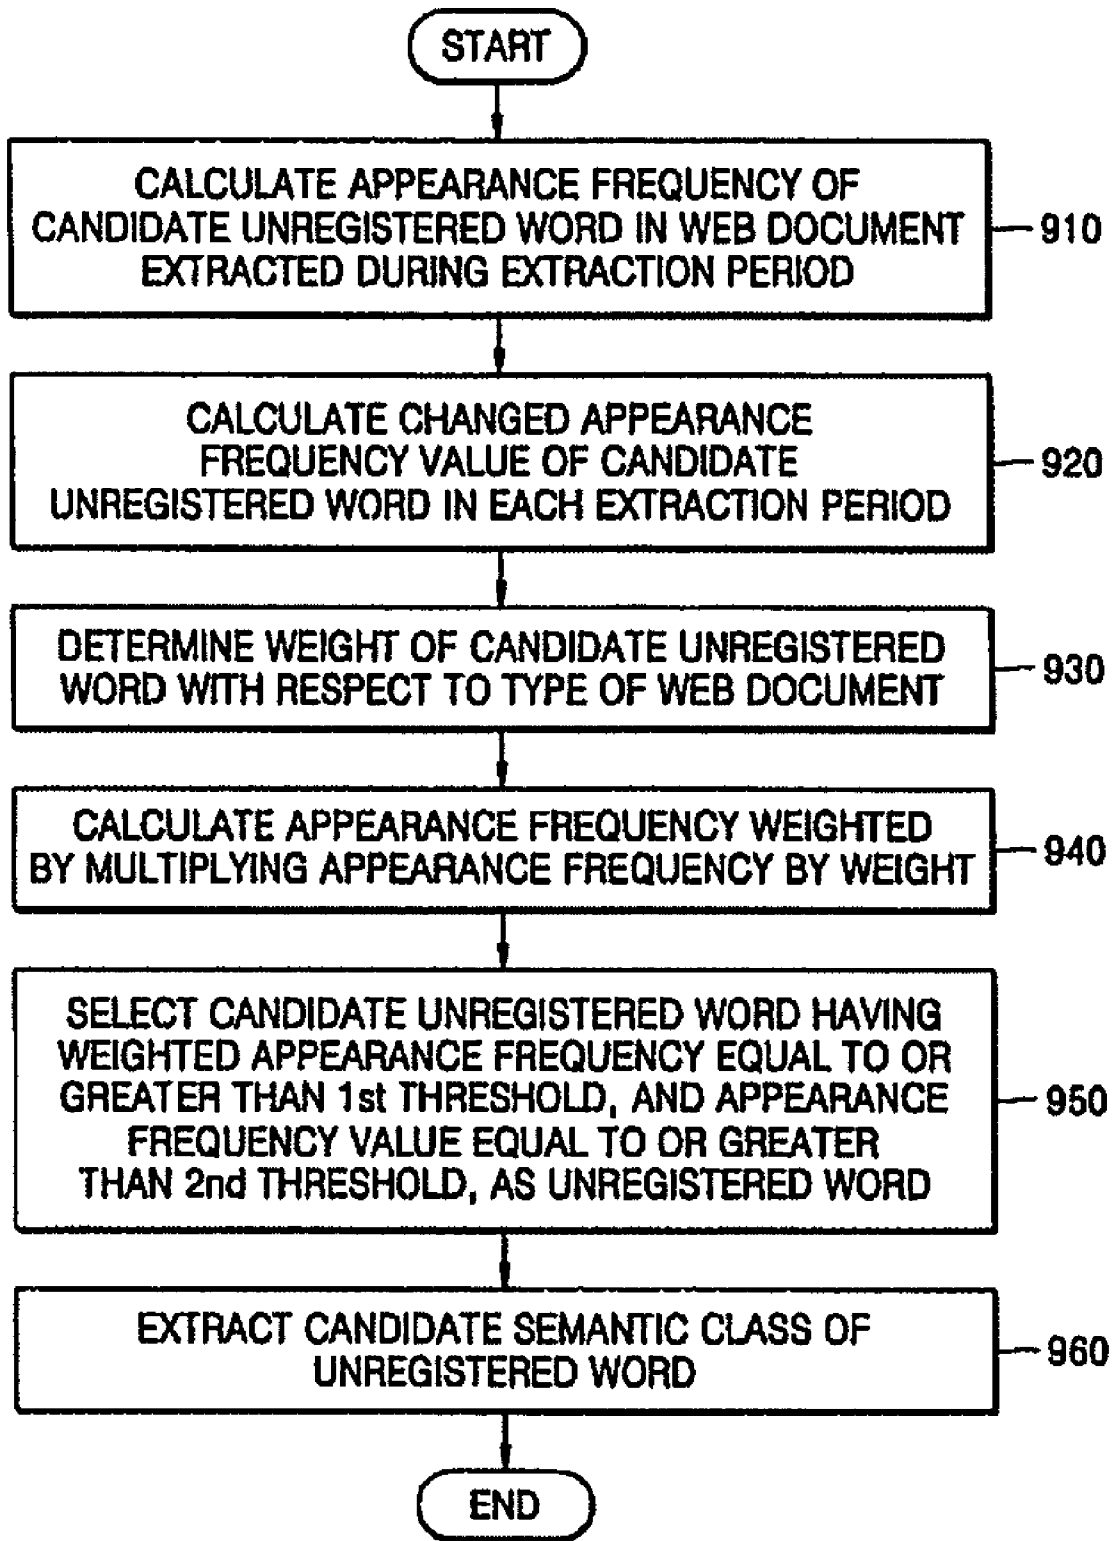 START
CALCULATE APPEARANCE FREQUENCY OF
CANDIDATE UNREGISTERED WORD IN WEB DOCUMENT
EXTRACTED DURING EXTRACTION PERIOD
910
CALCULATE CHANGED APPEARANCE
FREQUENCY VALUE OF CANDIDATE
UNREGISTERED WORD IN EACH EXTRACTION PERIOD
920
DETERMINE WEIGHT OF CANDIDATE UNREGISTERED
WORD WITH RESPECT TO TYPE OF WEB DOCUMENT
930
CALCULATE APPEARANCE FREQUENCY WEIGHTED
BY MULTIPLYING APPEARANCE FREQUENCY BY WEIGHT
940
SELECT CANDIDATE UNREGISTERED WORD HAVING
WEIGHTED APPEARANCE FREQUENCY EQUAL TO OR
GREATER THAN 1st THRESHOLD, AND APPEARANCE
FREQUENCY VALUE EQUAL TO OR GREATER
THAN 2nd THRESHOLD, AS UNREGISTERED WORD
950
EXTRACT CANDIDATE SEMANTIC CLASS OF
UNREGISTERED WORD
960
END